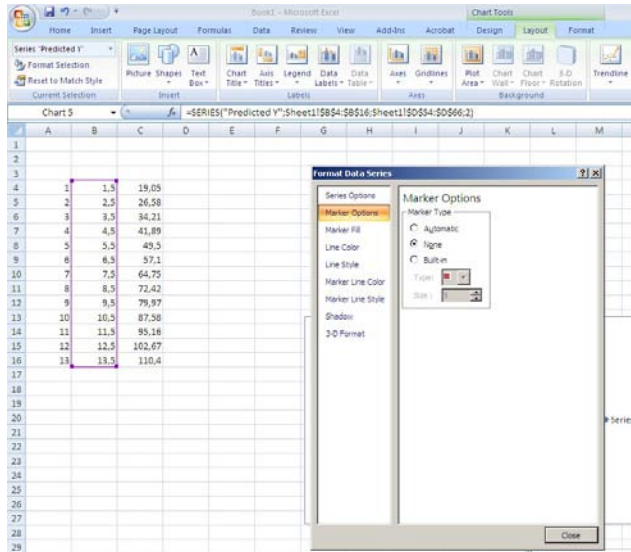 Book1 - Microsoft Excel
Chart Tools
Home Insert Page Layout Formulas Data Review View Add-Ins Acrobat Design Layout Format
Series "Predicted Y"
Format Selection
Reset to Match Style
Current Selection
Picture Shapes Text Box
Insert
Chart Title Axis Titles Legend Data Labels Data Table
Labels
Axes Gridlines
Axes
Plot Area Chart Wall Chart Floor 3-D Rotation
Background
Trendline
Chart 5
fx =SERIES("Predicted Y";Sheet1!$B$4:$B$16;Sheet1!$D$54:$D$66;2)
A B C D E F G H I J K L M
1
2
3
4 1 1,5 19,05
5 2 2,5 26,58
6 3 3,5 34,21
7 4 4,5 41,89
8 5 5,5 49,5
9 6 6,5 57,1
10 7 7,5 64,75
11 8 8,5 72,42
12 9 9,5 79,97
13 10 10,5 87,58
14 11 11,5 95,16
15 12 12,5 102,67
16 13 13,5 110,4
17
18
19
20
21
22
23
24
25
26
27
28
29
Format Data Series
Series Options
Marker Options
Marker Fill
Line Color
Line Style
Marker Line Color
Marker Line Style
Shadow
3-D Format
Marker Options
Marker Type
Automatic
None
Built-in
Type:
Size:
Close
Serie